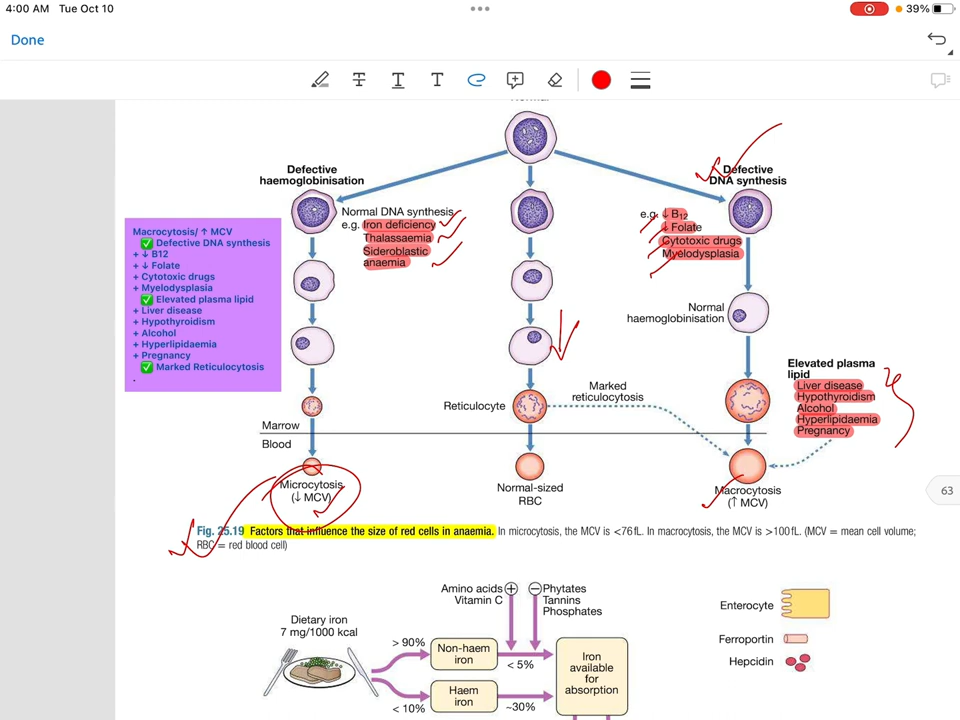 4:00 AM Tue Oct 10
39%
Done
T
T
T
Defective
haemoglobinisation
Normal DNA synthesis
e.g. Iron deficiency
Thalassaemia
Sideroblastic
anaemia
Defective
DNA synthesis
e.g. ↓ B12
↓ Folate
Cytotoxic drugs
Myelodysplasia
Macrocytosis/ ↑ MCV
✅ Defective DNA synthesis
+ ↓ B12
+ ↓ Folate
+ Cytotoxic drugs
+ Myelodysplasia
✅ Elevated plasma lipid
+ Liver disease
+ Hypothyroidism
+ Alcohol
+ Hyperlipidaemia
+ Pregnancy
✅ Marked Reticulocytosis
.
Normal
haemoglobinisation
Elevated plasma
lipid
Liver disease
Hypothyroidism
Alcohol
Hyperlipidaemia
Pregnancy
Reticulocyte
Marked
reticulocytosis
Marrow
Blood
Microcytosis
(↓ MCV)
Normal-sized
RBC
Macrocytosis
(↑ MCV)
63
Fig. 25.19 Factors that influence the size of red cells in anaemia. In microcytosis, the MCV is <76 fL. In macrocytosis, the MCV is >100 fL. (MCV = mean cell volume;
RBC = red blood cell)
Dietary iron
7 mg/1000 kcal
> 90%
< 10%
Non-haem
iron
Haem
iron
Amino acids
Vitamin C
+
−
Phytates
Tannins
Phosphates
< 5%
~30%
Iron
available
for
absorption
Enterocyte
Ferroportin
Hepcidin